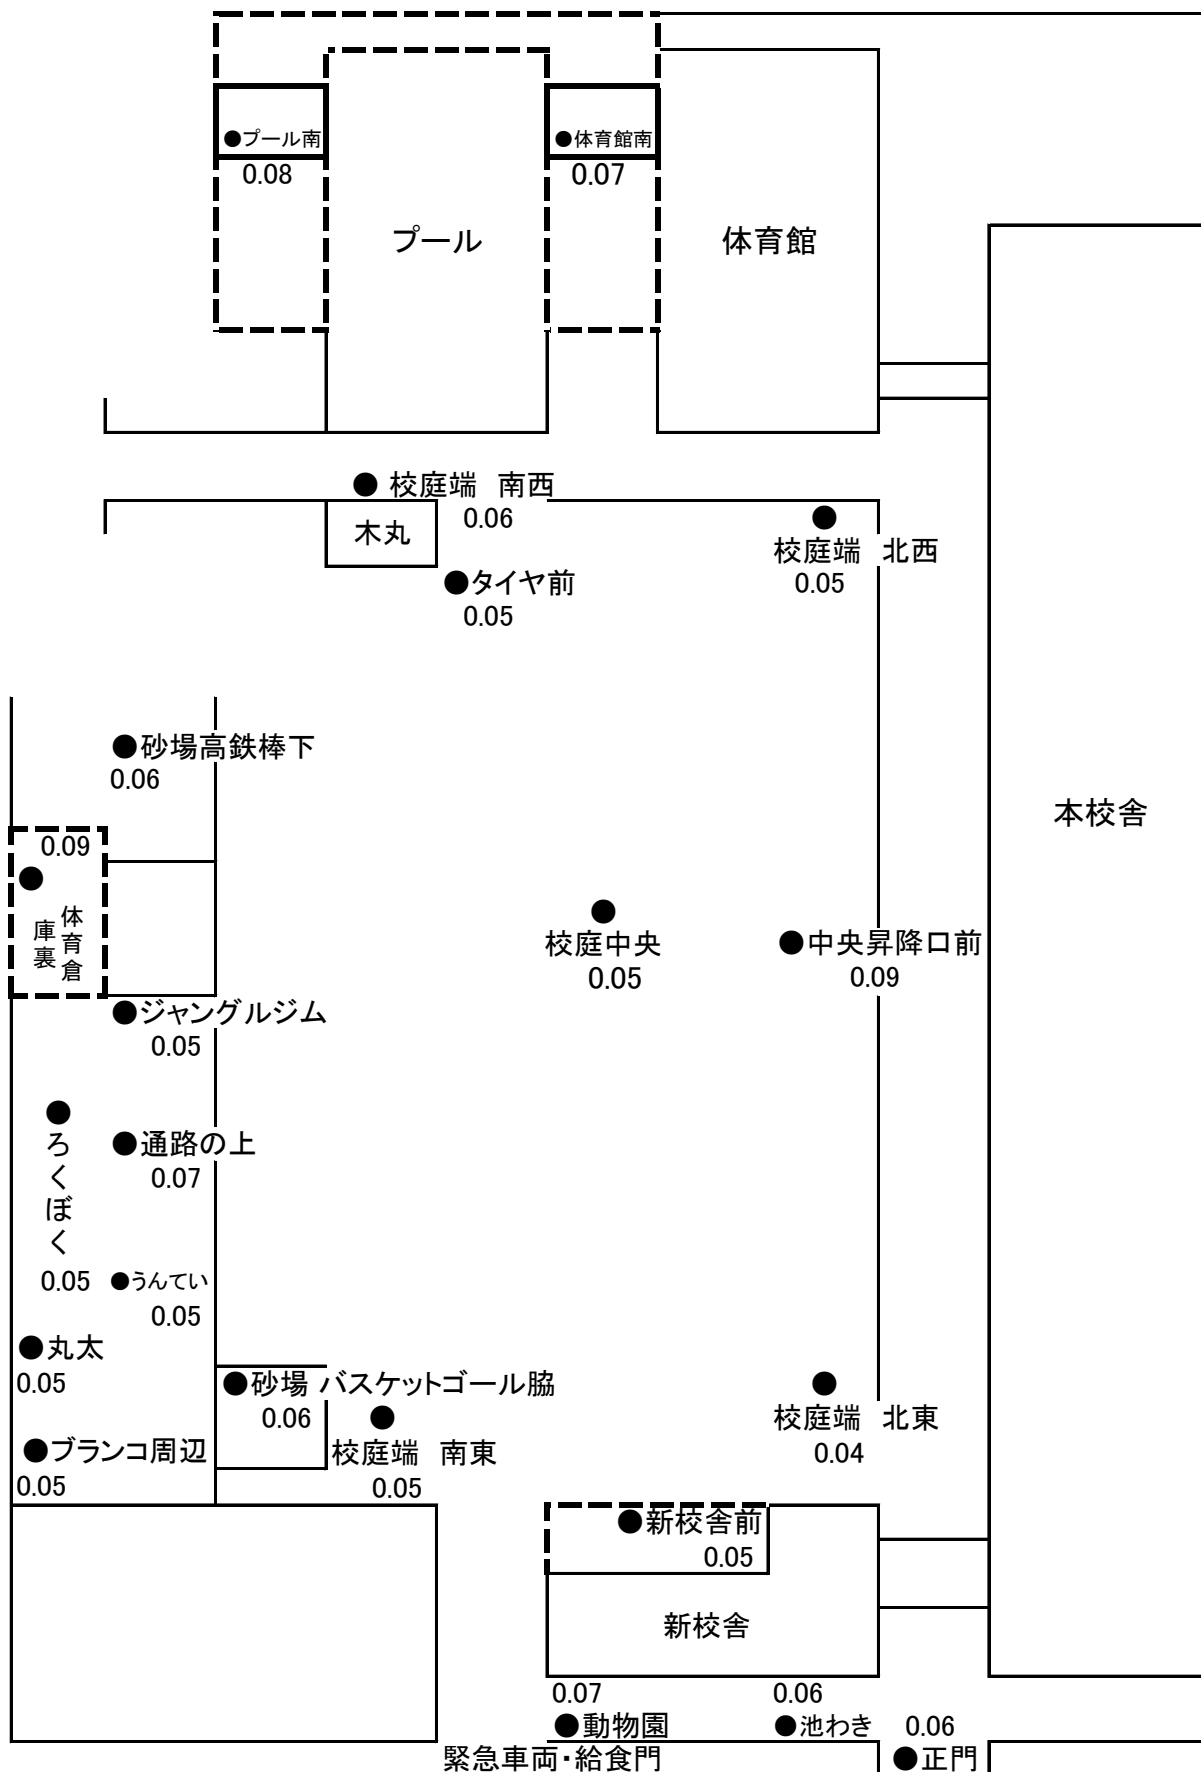 ●プール南
0.08
●体育館南
0.07
プール
体育館
● 校庭端　南西
0.06
木丸
●
校庭端　北西
0.05
●タイヤ前
0.05
●砂場高鉄棒下
0.06
本校舎
0.09
●
体育倉
庫裏
●
校庭中央
0.05
●中央昇降口前
0.09
●ジャングルジム
0.05
●
ろくぼく
0.05
●通路の上
0.07
●うんてい
0.05
●丸太
0.05
●砂場 バスケットゴール脇
0.06
●
校庭端　南東
0.05
●
校庭端　北東
0.04
●ブランコ周辺
0.05
●新校舎前
0.05
新校舎
0.07
●動物園
緊急車両・給食門
0.06
●池わき
0.06
●正門